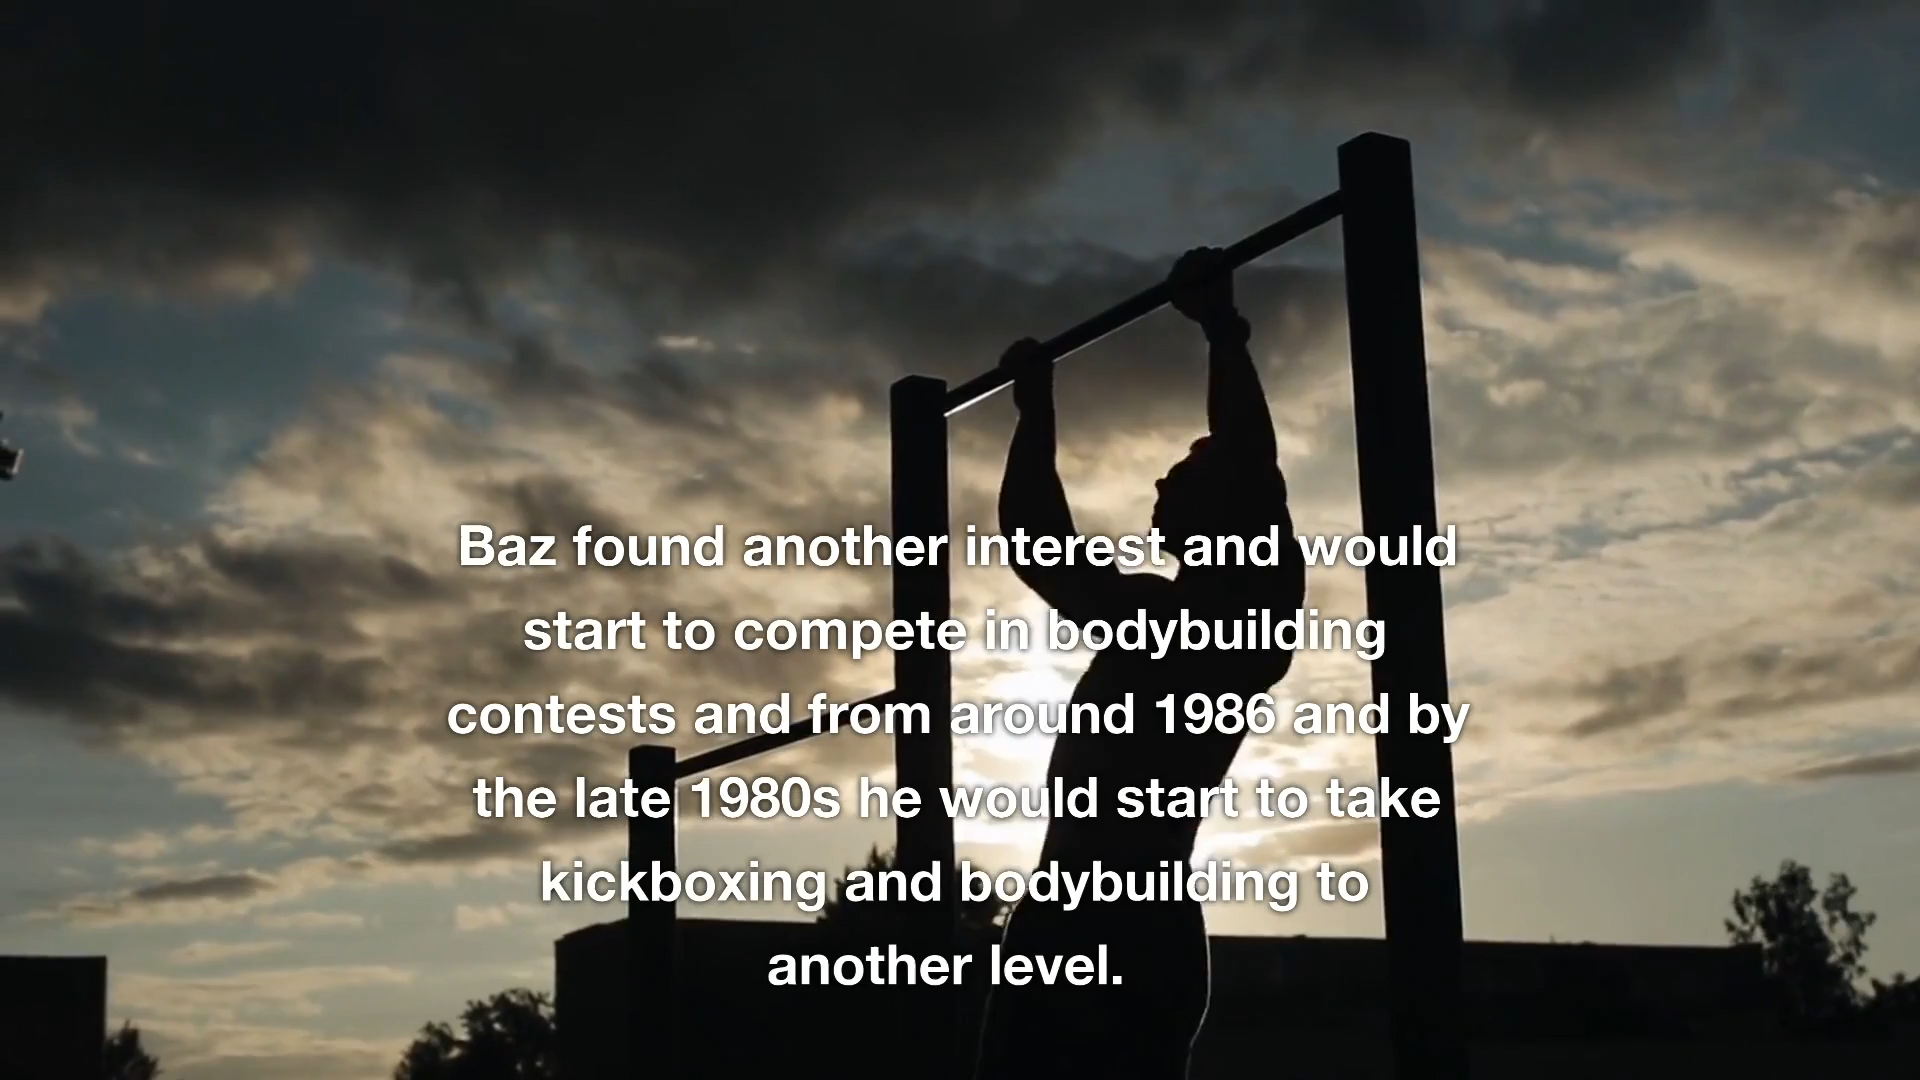 Baz found another interest and would
start to compete in bodybuilding
contests and from around 1986 and by
the late 1980s he would start to take
kickboxing and bodybuilding to
another level.